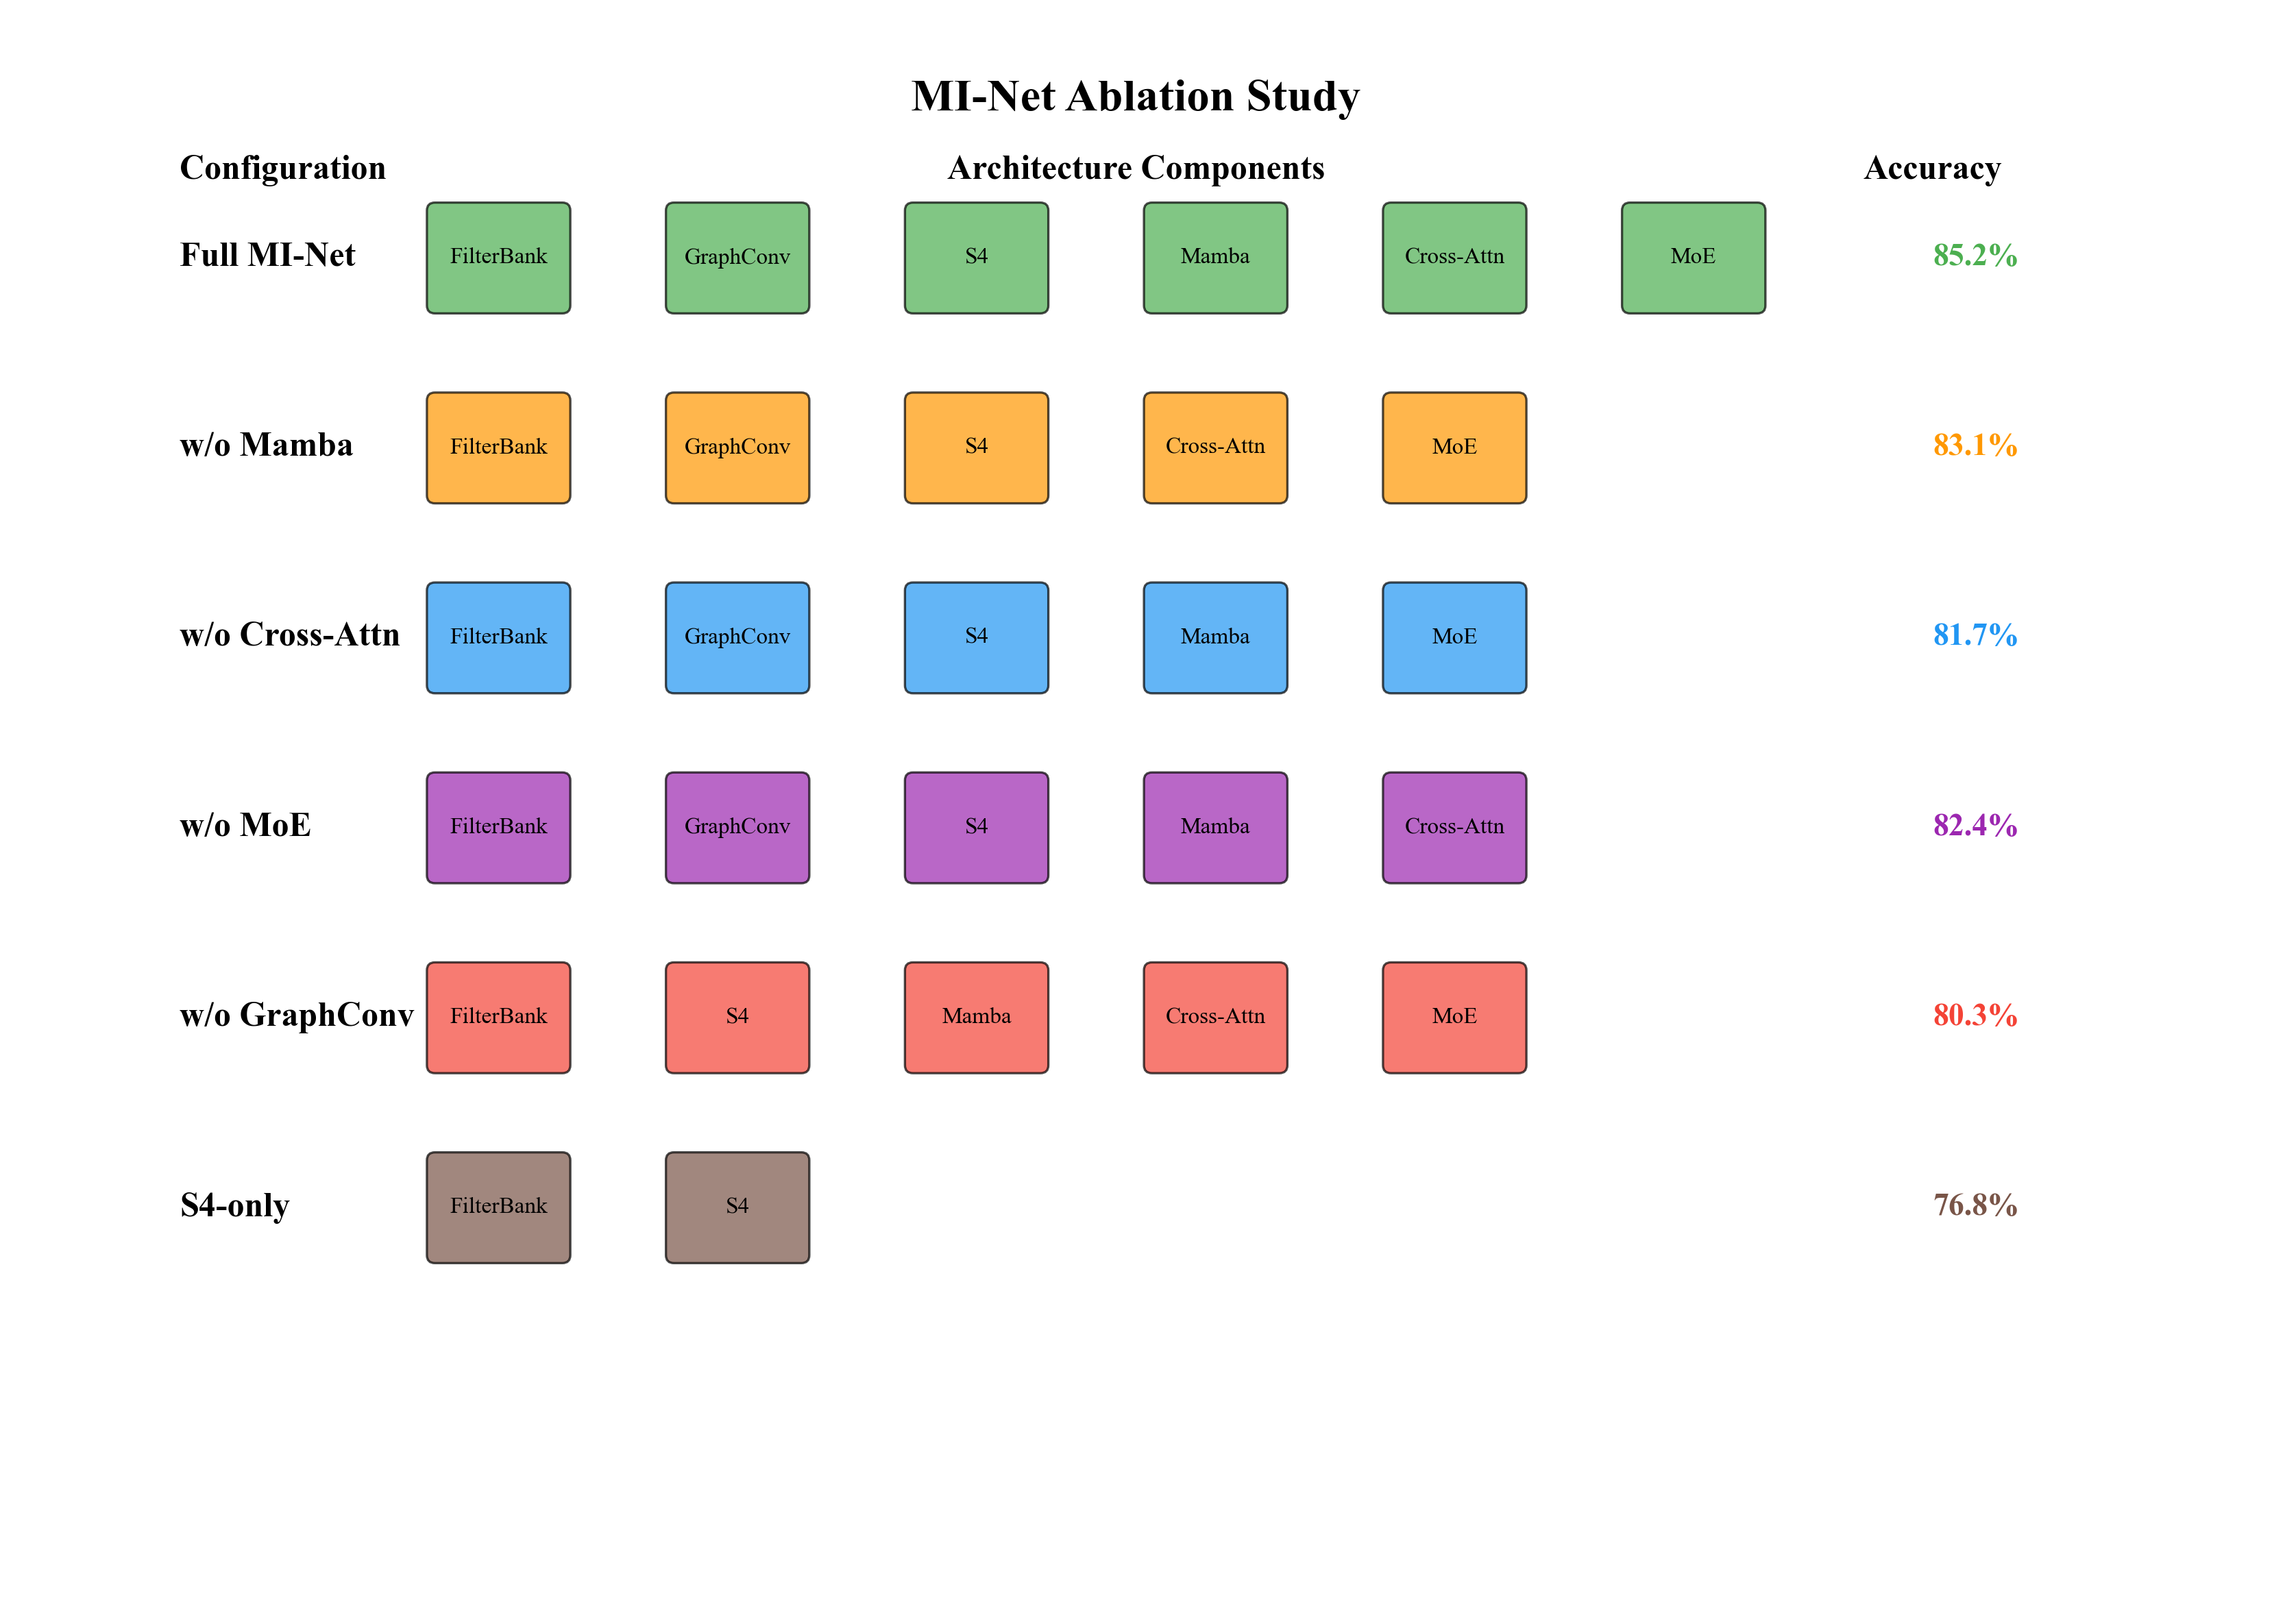 MI-Net Ablation Study
Configuration Architecture Components Accuracy
Full MI-Net FilterBank GraphConv S4 Mamba Cross-Attn MoE 85.2%
w/o Mamba FilterBank GraphConv S4 Cross-Attn MoE 83.1%
w/o Cross-Attn FilterBank GraphConv S4 Mamba MoE 81.7%
w/o MoE FilterBank GraphConv S4 Mamba Cross-Attn 82.4%
w/o GraphConv FilterBank S4 Mamba Cross-Attn MoE 80.3%
S4-only FilterBank S4 76.8%